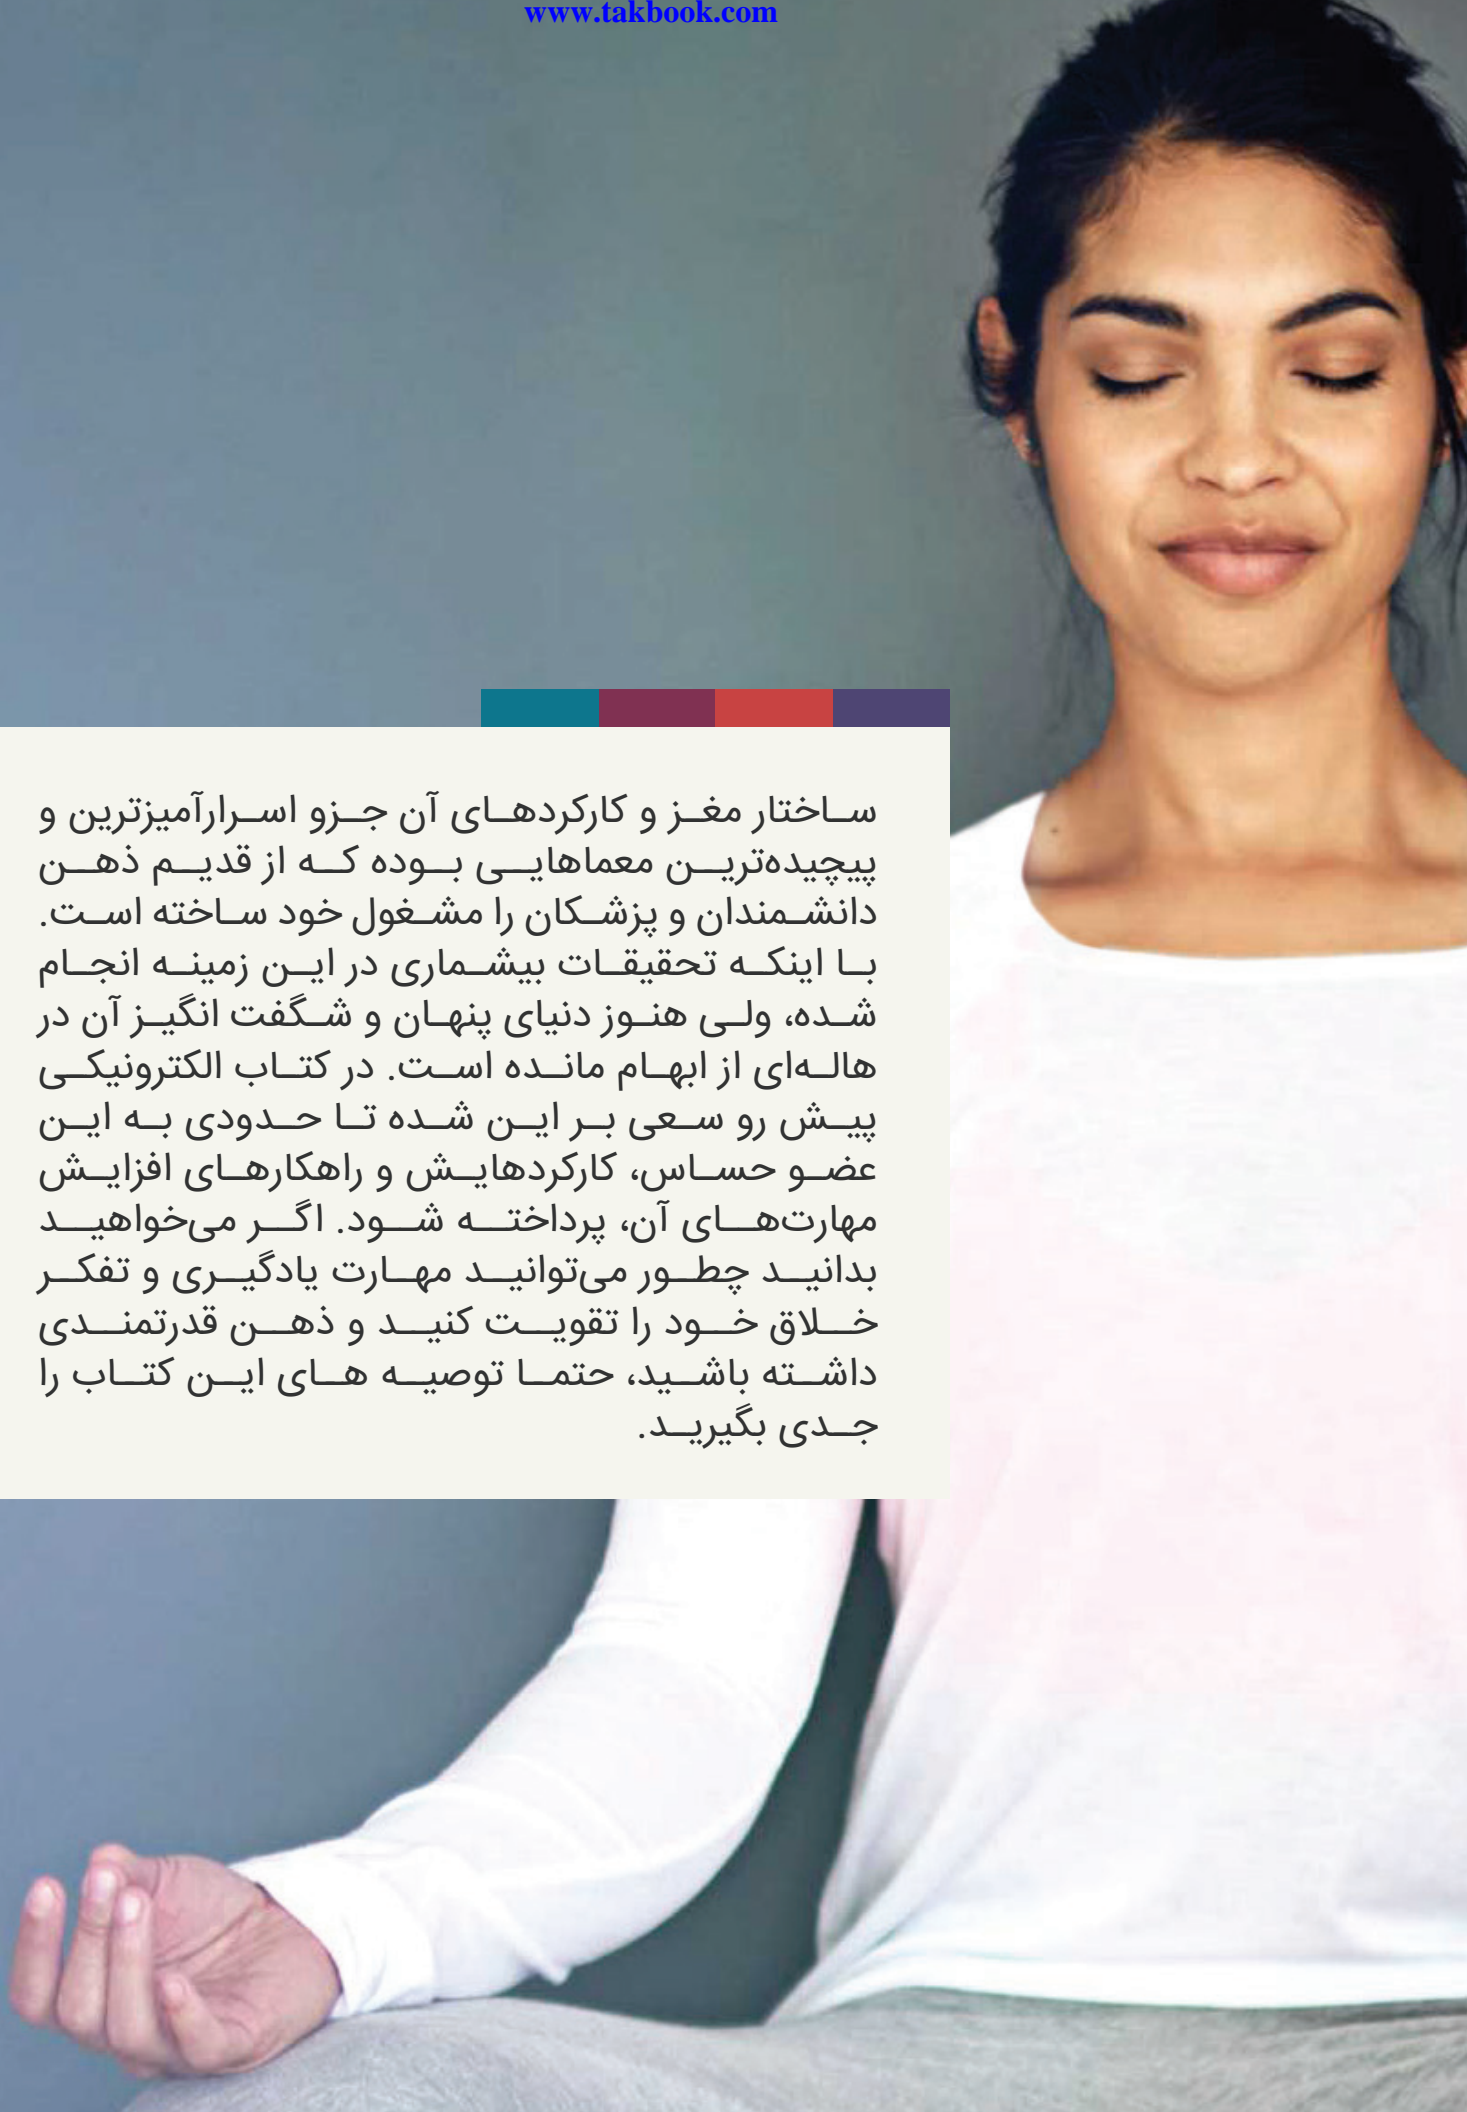 www.takbook.com
ساختار مغز و کارکردهای آن جزو اسرارآمیزترین و
پیچیده‌ترین معماهایی بوده که از قدیم ذهن
دانشمندان و پزشکان را مشغول خود ساخته است.
با اینکه تحقیقات بیشماری در این زمینه انجام
شده، ولی هنوز دنیای پنهان و شگفت انگیز آن در
هاله‌ای از ابهام مانده است. در کتاب الکترونیکی
پیش رو سعی بر این شده تا حدودی به این
عضو حساس، کارکردهایش و راهکارهای افزایش
مهارت‌های آن، پرداخته شود. اگر می‌خواهید
بدانید چطور می‌توانید مهارت یادگیری و تفکر
خلاق خود را تقویت کنید و ذهن قدرتمندی
داشته باشید، حتما توصیه های این کتاب را
جدی بگیرید.